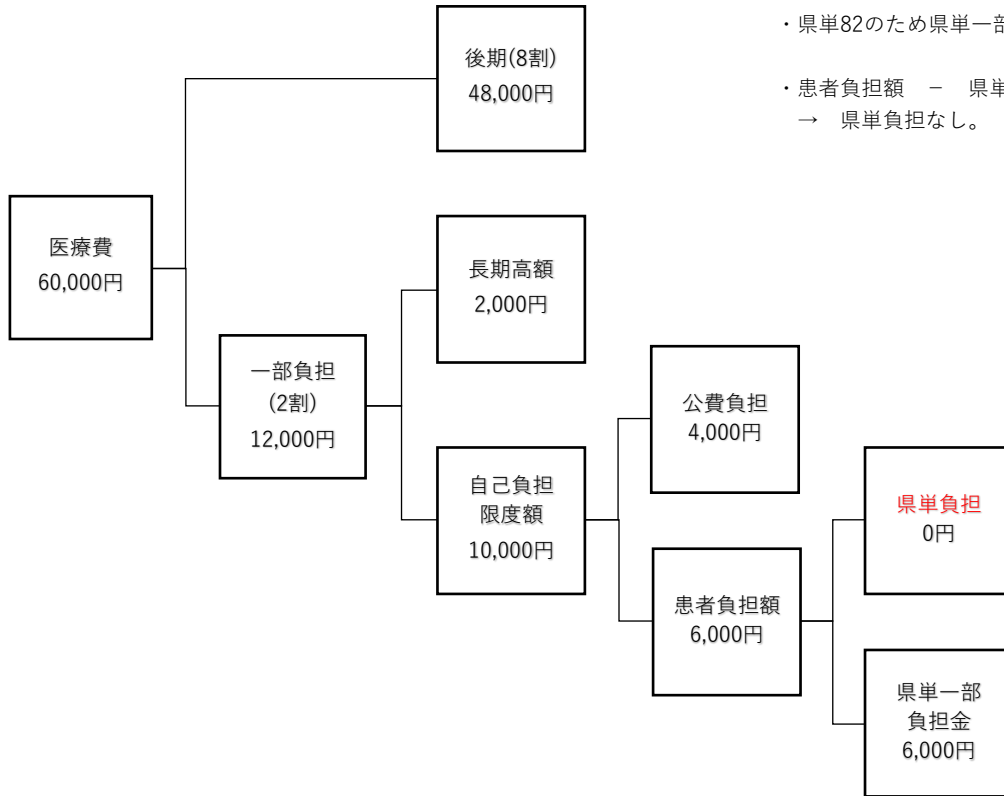 ・県単82のため県単一部
・患者負担額　－　県単
→　県単負担なし。
後期(8割)
48,000円
医療費
60,000円
長期高額
2,000円
一部負担
(2割)
12,000円
公費負担
4,000円
自己負担
限度額
10,000円
県単負担
0円
患者負担額
6,000円
県単一部
負担金
6,000円